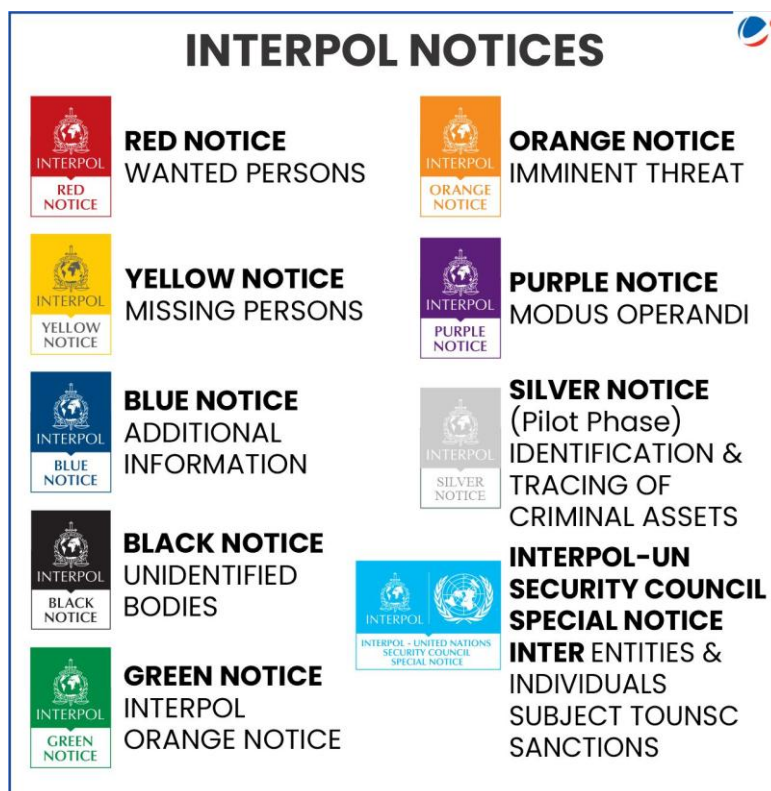 INTERPOL NOTICES
INTERPOL
RED
NOTICE
RED NOTICE
WANTED PERSONS
INTERPOL
YELLOW
NOTICE
YELLOW NOTICE
MISSING PERSONS
INTERPOL
BLUE
NOTICE
BLUE NOTICE
ADDITIONAL
INFORMATION
INTERPOL
BLACK
NOTICE
BLACK NOTICE
UNIDENTIFIED
BODIES
INTERPOL
GREEN
NOTICE
GREEN NOTICE
INTERPOL
ORANGE NOTICE
INTERPOL
ORANGE
NOTICE
ORANGE NOTICE
IMMINENT THREAT
INTERPOL
PURPLE
NOTICE
PURPLE NOTICE
MODUS OPERANDI
INTERPOL
SILVER
NOTICE
SILVER NOTICE
(Pilot Phase)
IDENTIFICATION &
TRACING OF
CRIMINAL ASSETS
INTERPOL
INTERPOL - UNITED NATIONS
SECURITY COUNCIL
SPECIAL NOTICE
INTERPOL-UN
SECURITY COUNCIL
SPECIAL NOTICE
INTER ENTITIES &
INDIVIDUALS
SUBJECT TOUNSC
SANCTIONS